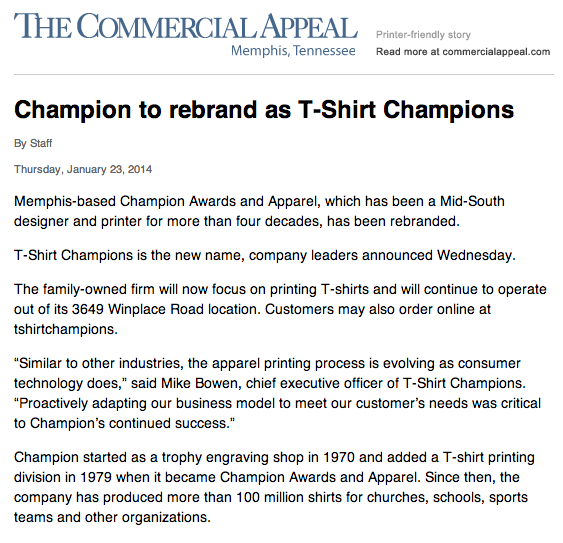 THE COMMERCIAL APPEAL
Memphis, Tennessee
Printer-friendly story
Read more at commercialappeal.com
Champion to rebrand as T-Shirt Champions
By Staff
Thursday, January 23, 2014
Memphis-based Champion Awards and Apparel, which has been a Mid-South
designer and printer for more than four decades, has been rebranded.
T-Shirt Champions is the new name, company leaders announced Wednesday.
The family-owned firm will now focus on printing T-shirts and will continue to operate
out of its 3649 Winplace Road location. Customers may also order online at
tshirtchampions.
“Similar to other industries, the apparel printing process is evolving as consumer
technology does,” said Mike Bowen, chief executive officer of T-Shirt Champions.
“Proactively adapting our business model to meet our customer’s needs was critical
to Champion’s continued success.”
Champion started as a trophy engraving shop in 1970 and added a T-shirt printing
division in 1979 when it became Champion Awards and Apparel. Since then, the
company has produced more than 100 million shirts for churches, schools, sports
teams and other organizations.